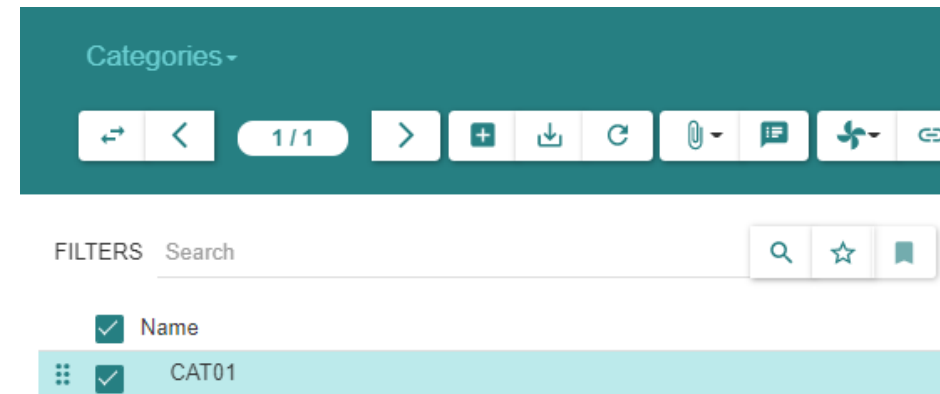 Categories
1 / 1
FILTERS Search
Name
CAT01